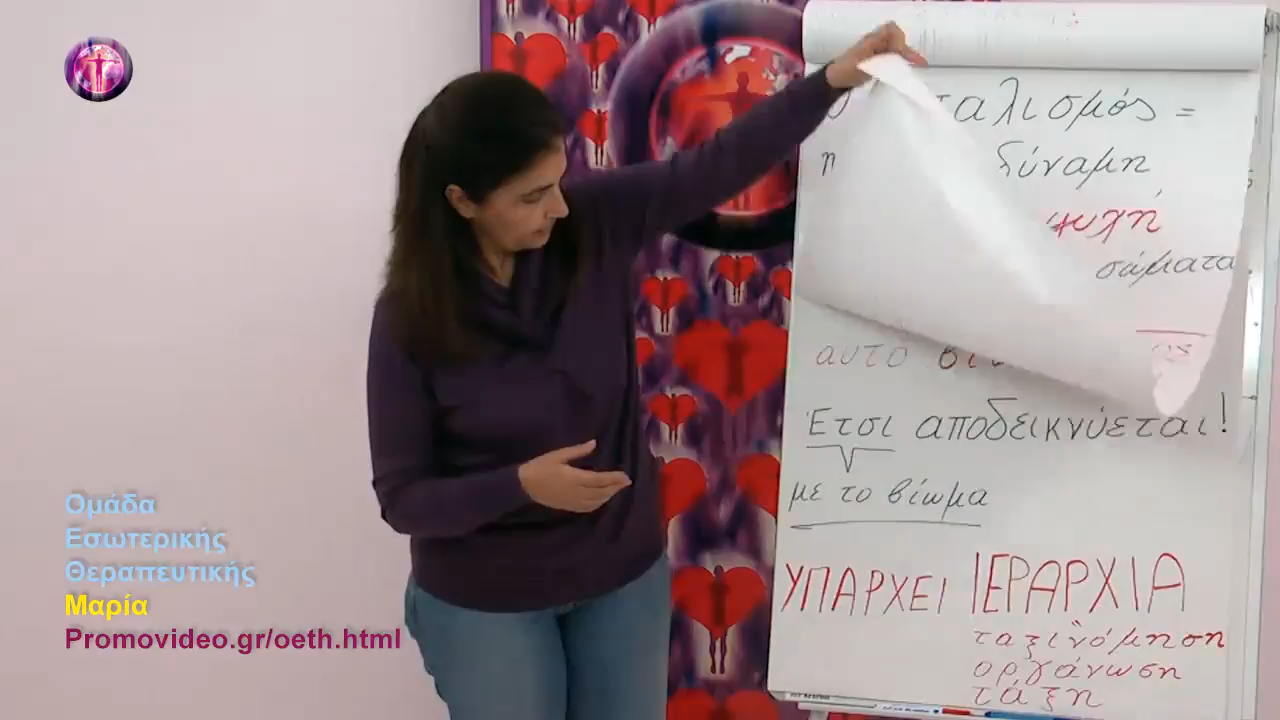 ταλισμός =
η δύναμη
ψυχή
σώματα
αυτό
Έτσι αποδεικνύεται!
με το βίωμα
ΥΠΑΡΧΕΙ ΙΕΡΑΡΧΙΑ
ταξινόμηση
οργάνωση
τάξη
Ομάδα
Εσωτερικής
Θεραπευτικής
Μαρία
Promovideo.gr/oeth.html